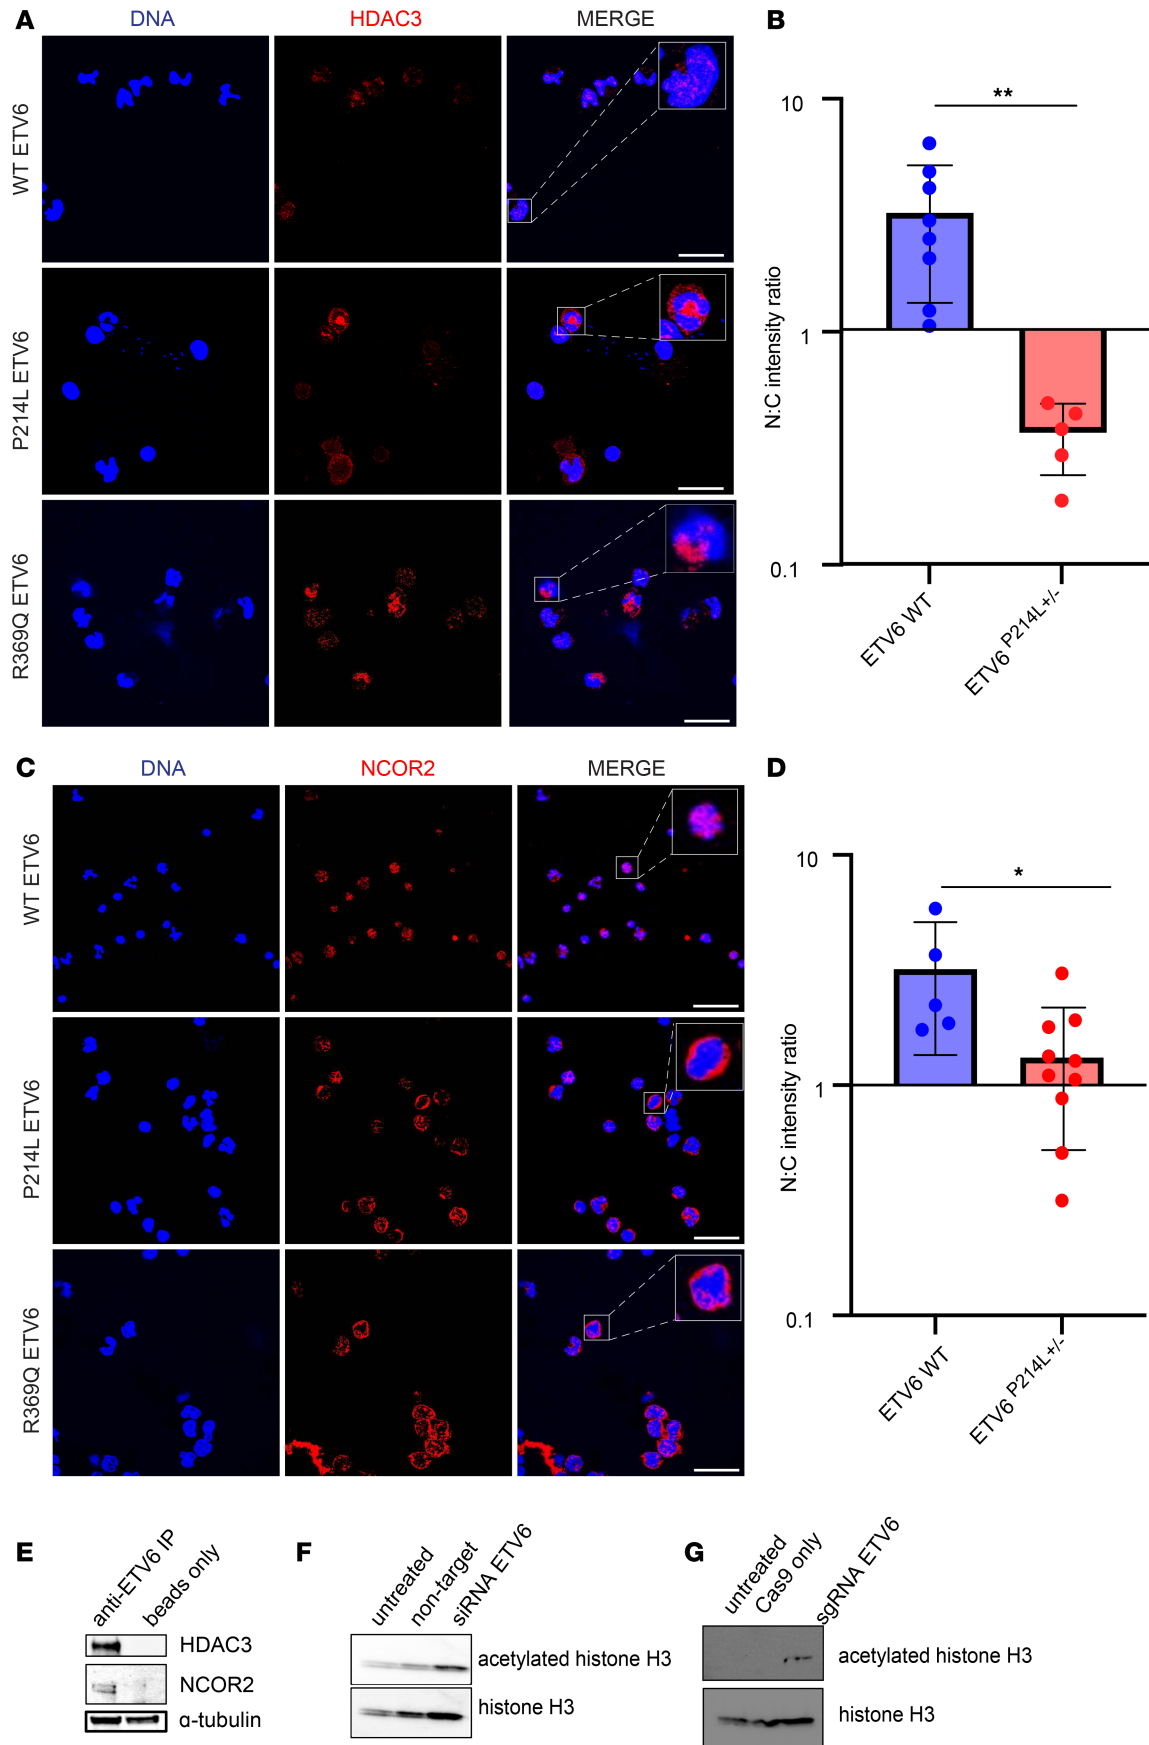 A
DNA
HDAC3
MERGE
WT ETV6
P214L ETV6
R369Q ETV6
B
**
10
1
0.1
N:C intensity ratio
ETV6 WT
ETV6 P214L+/-
C
DNA
NCOR2
MERGE
WT ETV6
P214L ETV6
R369Q ETV6
D
*
10
1
0.1
N:C intensity ratio
ETV6 WT
ETV6 P214L+/-
E
anti-ETV6 IP
beads only
HDAC3
NCOR2
α-tubulin
F
untreated
non-target
siRNA ETV6
acetylated histone H3
histone H3
G
untreated
Cas9 only
sgRNA ETV6
acetylated histone H3
histone H3